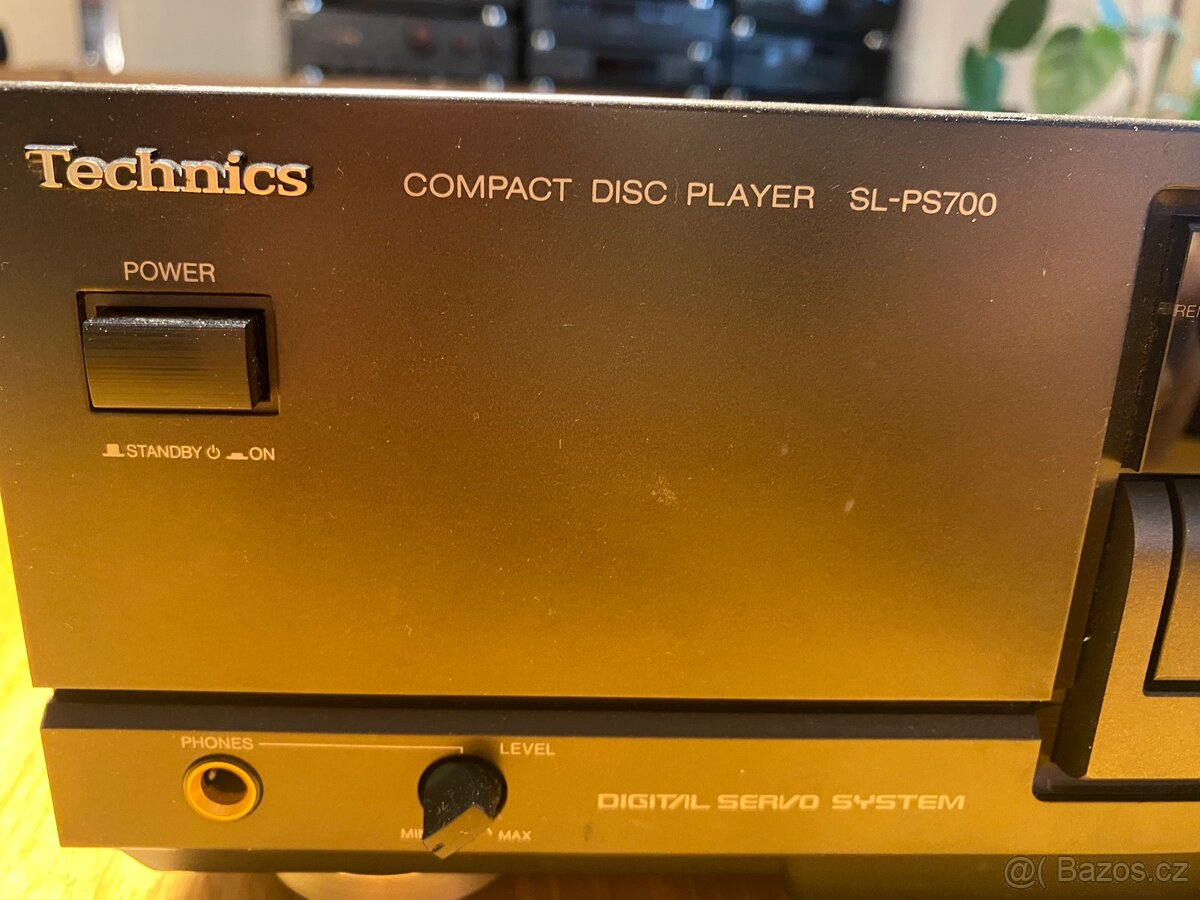 Technics
COMPACT DISC PLAYER SL-PS700
POWER
STANDBY ⏻ ON
PHONES
LEVEL
MAX
DIGITAL SERVO SYSTEM
@( Bazos.cz